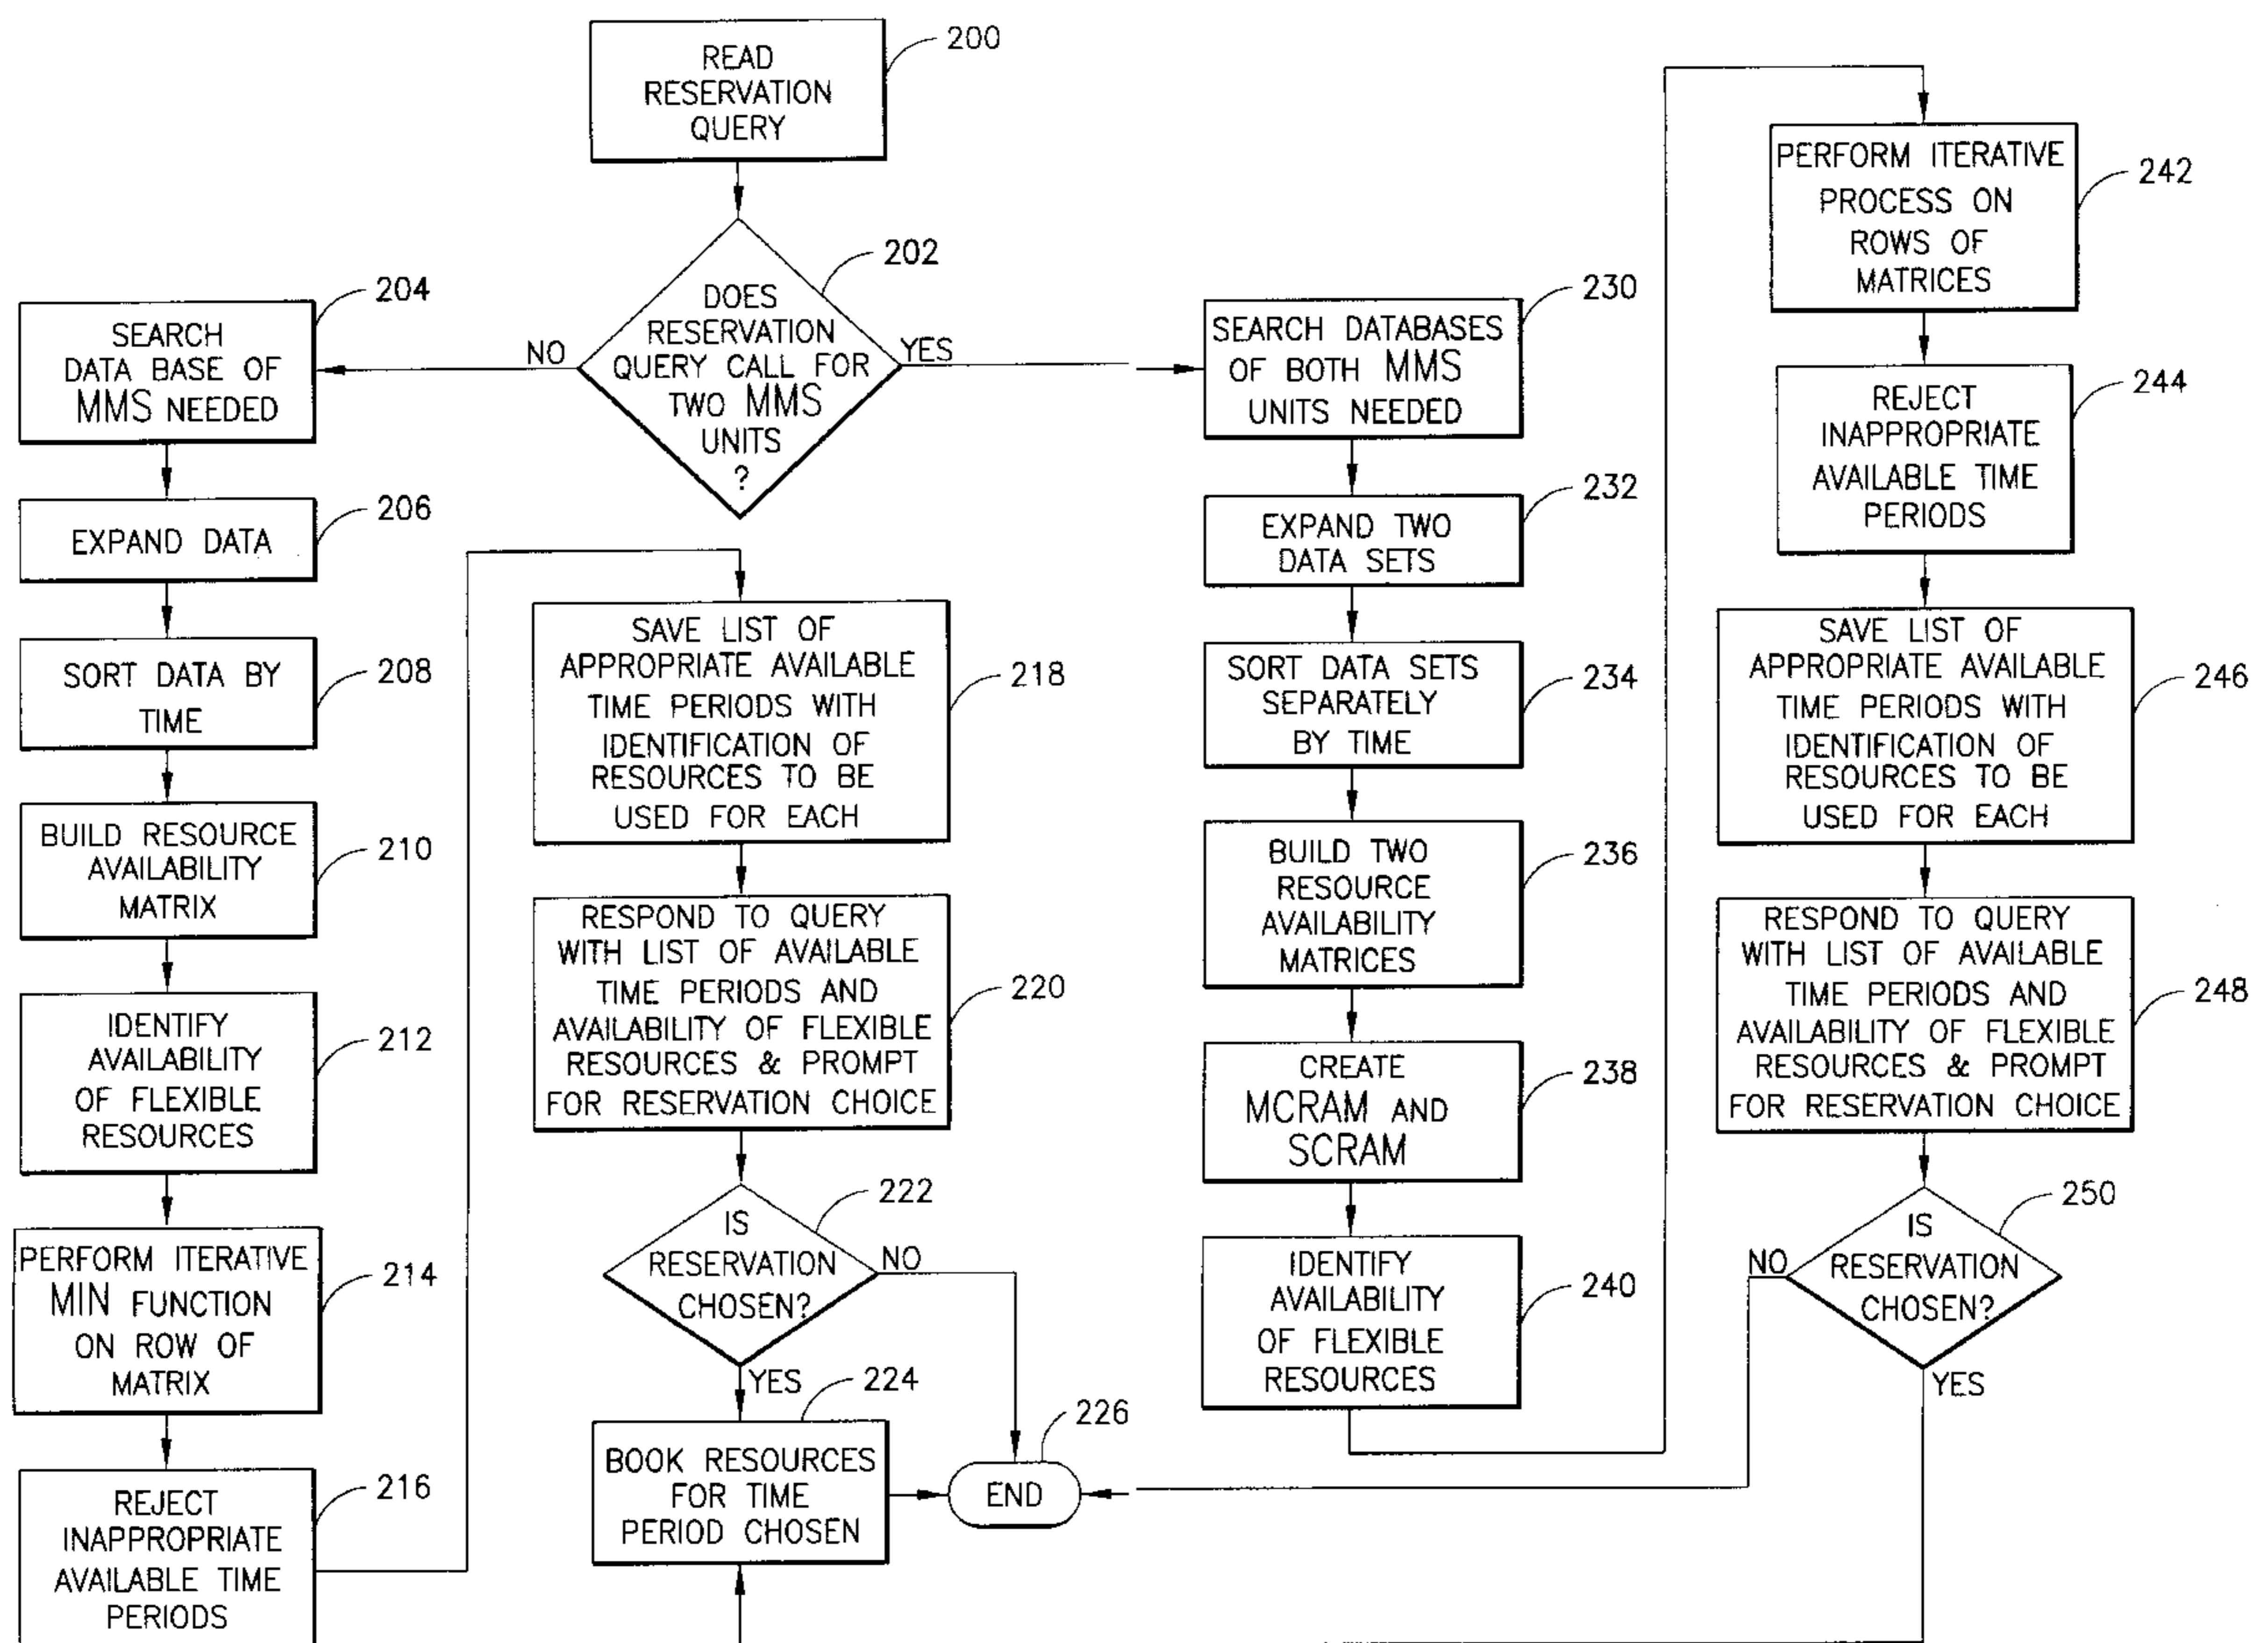 READ
RESERVATION
QUERY
200
DOES
RESERVATION
QUERY CALL FOR
TWO MMS
UNITS
?
202
NO
YES
SEARCH
DATA BASE OF
MMS NEEDED
204
EXPAND DATA
206
SORT DATA BY
TIME
208
BUILD RESOURCE
AVAILABILITY
MATRIX
210
IDENTIFY
AVAILABILITY
OF FLEXIBLE
RESOURCES
212
PERFORM ITERATIVE
MIN FUNCTION
ON ROW OF
MATRIX
214
REJECT
INAPPROPRIATE
AVAILABLE TIME
PERIODS
216
SAVE LIST OF
APPROPRIATE AVAILABLE
TIME PERIODS WITH
IDENTIFICATION OF
RESOURCES TO BE
USED FOR EACH
218
RESPOND TO QUERY
WITH LIST OF AVAILABLE
TIME PERIODS AND
AVAILABILITY OF FLEXIBLE
RESOURCES & PROMPT
FOR RESERVATION CHOICE
220
IS
RESERVATION
CHOSEN?
222
NO
YES
BOOK RESOURCES
FOR TIME
PERIOD CHOSEN
224
END
226
SEARCH DATABASES
OF BOTH MMS
UNITS NEEDED
230
EXPAND TWO
DATA SETS
232
SORT DATA SETS
SEPARATELY
BY TIME
234
BUILD TWO
RESOURCE
AVAILABILITY
MATRICES
236
CREATE
MCRAM AND
SCRAM
238
IDENTIFY
AVAILABILITY
OF FLEXIBLE
RESOURCES
240
PERFORM ITERATIVE
PROCESS ON
ROWS OF
MATRICES
242
REJECT
INAPPROPRIATE
AVAILABLE TIME
PERIODS
244
SAVE LIST OF
APPROPRIATE AVAILABLE
TIME PERIODS WITH
IDENTIFICATION OF
RESOURCES TO BE
USED FOR EACH
246
RESPOND TO QUERY
WITH LIST OF AVAILABLE
TIME PERIODS AND
AVAILABILITY OF FLEXIBLE
RESOURCES & PROMPT
FOR RESERVATION CHOICE
248
IS
RESERVATION
CHOSEN?
250
NO
YES